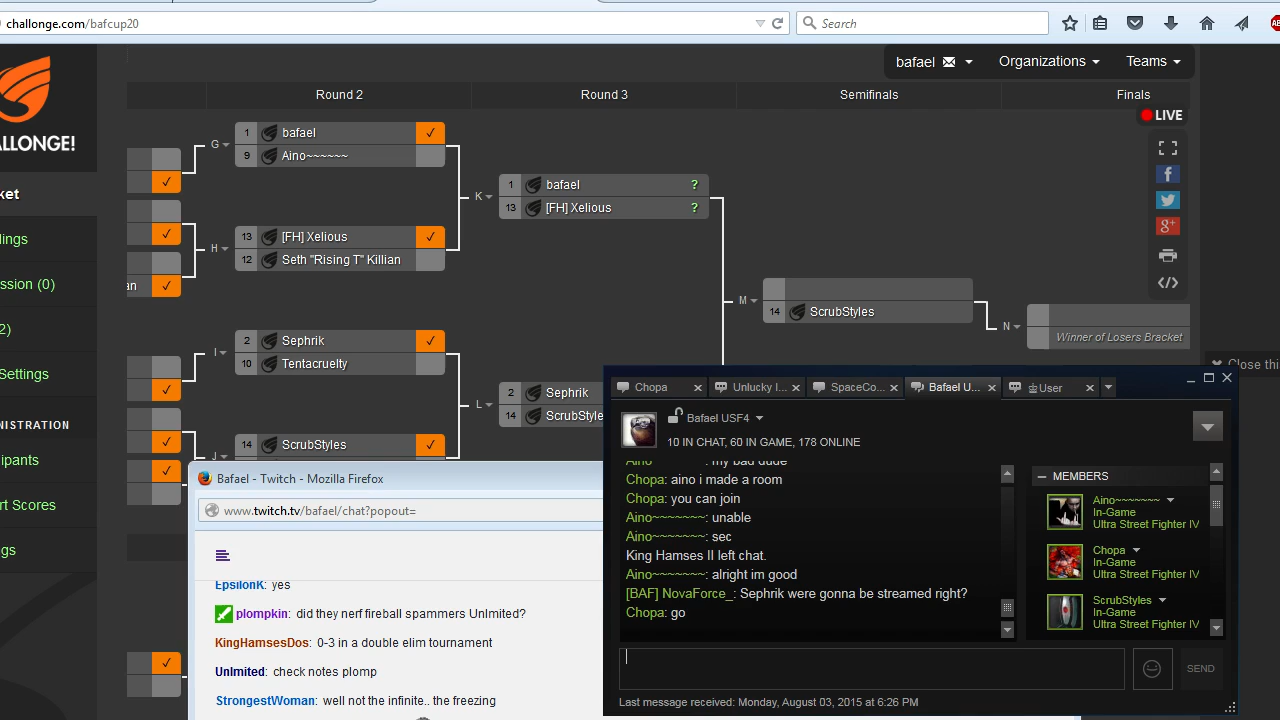 challonge.com/bafcup20
Search
bafael
Organizations
Teams
Round 2
Round 3
Semifinals
Finals
LIVE
ALLONGE!
G
1 bafael
9 Aino~~~~~~
H
13 [FH] Xelious
12 Seth "Rising T" Killian
K
1 bafael ?
13 [FH] Xelious ?
I
2 Sephrik
10 Tentacruelty
J
14 ScrubStyles
L
2 Sephrik
14 ScrubStyle
M
14 ScrubStyles
N
Winner of Losers Bracket
an
ket
dings
ssion (0)
2)
Settings
NISTRATION
ipants
rt Scores
gs
Close this
Bafael - Twitch - Mozilla Firefox
www.twitch.tv/bafael/chat?popout=
EpsilonK: yes
plompkin: did they nerf fireball spammers Unlmited?
KingHamsesDos: 0-3 in a double elim tournament
Unlmited: check notes plomp
StrongestWoman: well not the infinite.. the freezing
Chopa
Unlucky I...
SpaceCo...
Bafael U...
User
Bafael USF4
10 IN CHAT, 60 IN GAME, 178 ONLINE
my bad dude
Chopa: aino i made a room
Chopa: you can join
Aino~~~~~~~: unable
Aino~~~~~~~: sec
King Hamses II left chat.
Aino~~~~~~~: alright im good
[BAF] NovaForce_: Sephrik were gonna be streamed right?
Chopa: go
MEMBERS
Aino~~~~~~~
In-Game
Ultra Street Fighter IV
Chopa
In-Game
Ultra Street Fighter IV
ScrubStyles
In-Game
Ultra Street Fighter IV
SEND
Last message received: Monday, August 03, 2015 at 6:26 PM